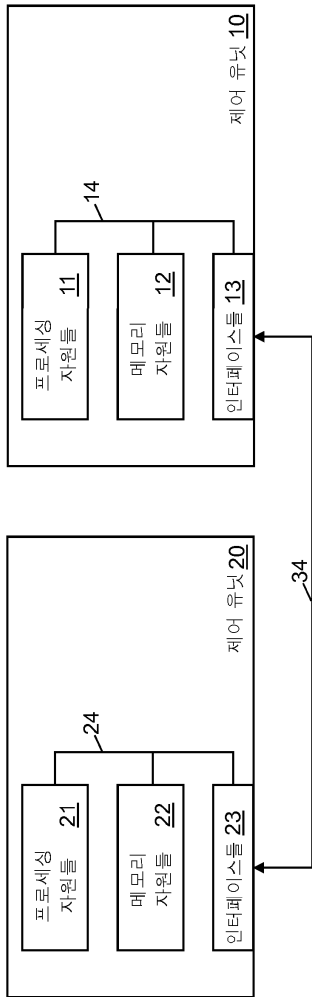 프로세싱
자원들
21
메모리
자원들
22
인터페이스들 23
24
제어 유닛 20
프로세싱
자원들
11
메모리
자원들
12
인터페이스들 13
14
제어 유닛 10
34